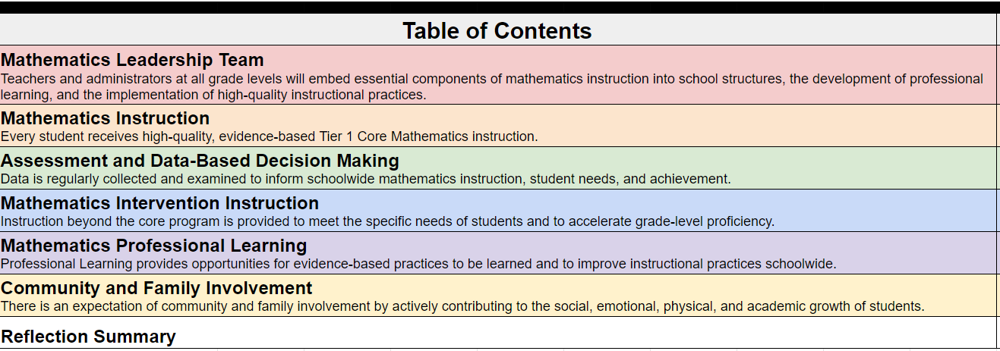 Table of Contents
Mathematics Leadership Team
Teachers and administrators at all grade levels will embed essential components of mathematics instruction into school structures, the development of professional
learning, and the implementation of high-quality instructional practices.
Mathematics Instruction
Every student receives high-quality, evidence-based Tier 1 Core Mathematics instruction.
Assessment and Data-Based Decision Making
Data is regularly collected and examined to inform schoolwide mathematics instruction, student needs, and achievement.
Mathematics Intervention Instruction
Instruction beyond the core program is provided to meet the specific needs of students and to accelerate grade-level proficiency.
Mathematics Professional Learning
Professional Learning provides opportunities for evidence-based practices to be learned and to improve instructional practices schoolwide.
Community and Family Involvement
There is an expectation of community and family involvement by actively contributing to the social, emotional, physical, and academic growth of students.
Reflection Summary